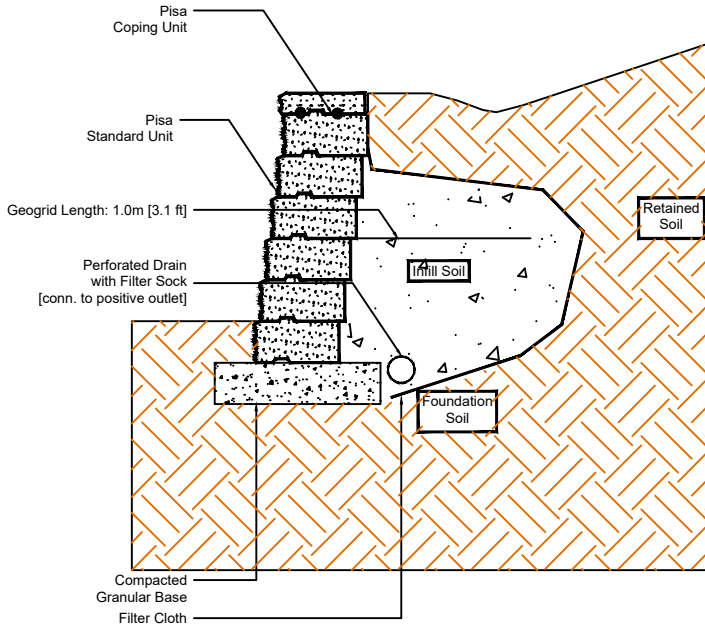 Pisa
Coping Unit
Pisa
Standard Unit
Geogrid Length: 1.0m [3.1 ft]
Retained
Soil
Perforated Drain
with Filter Sock
[conn. to positive outlet]
Infill Soil
Foundation
Soil
Compacted
Granular Base
Filter Cloth